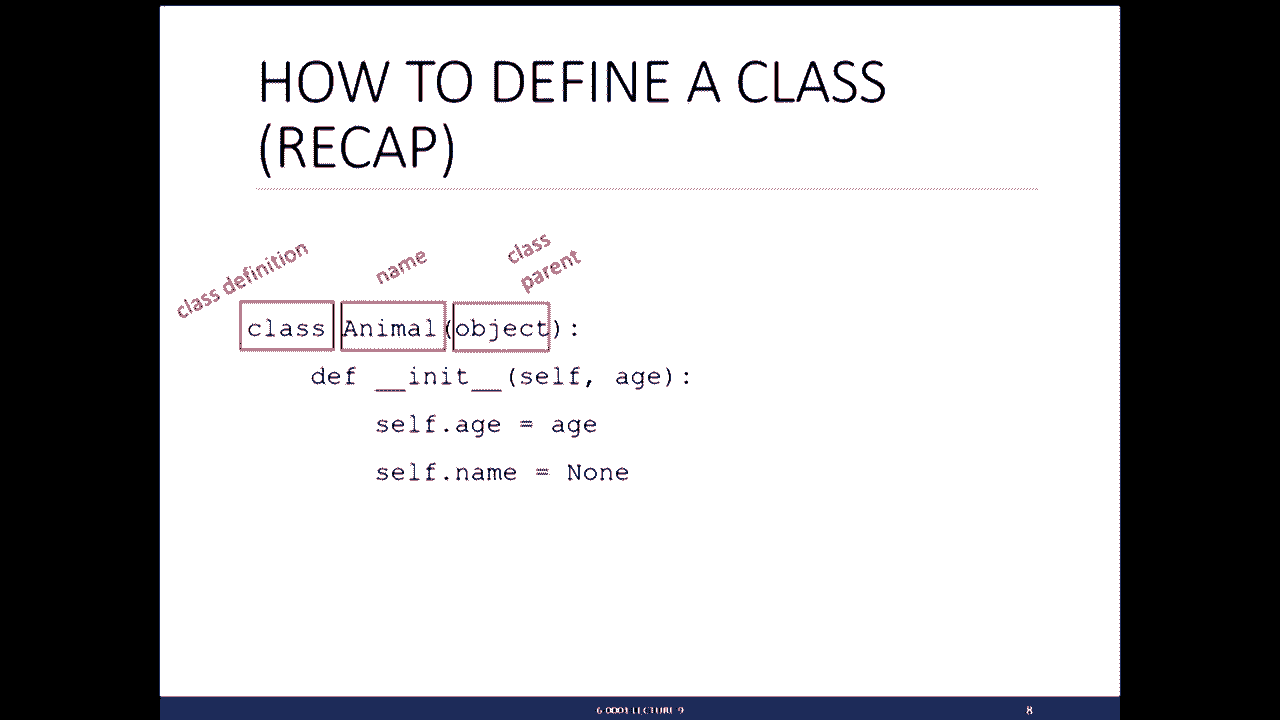 HOW TO DEFINE A CLASS
(RECAP)
class definition
name
class
parent
class Animal(object):
def __init__(self, age):
self.age = age
self.name = None
6.0001 LECTURE 9
8